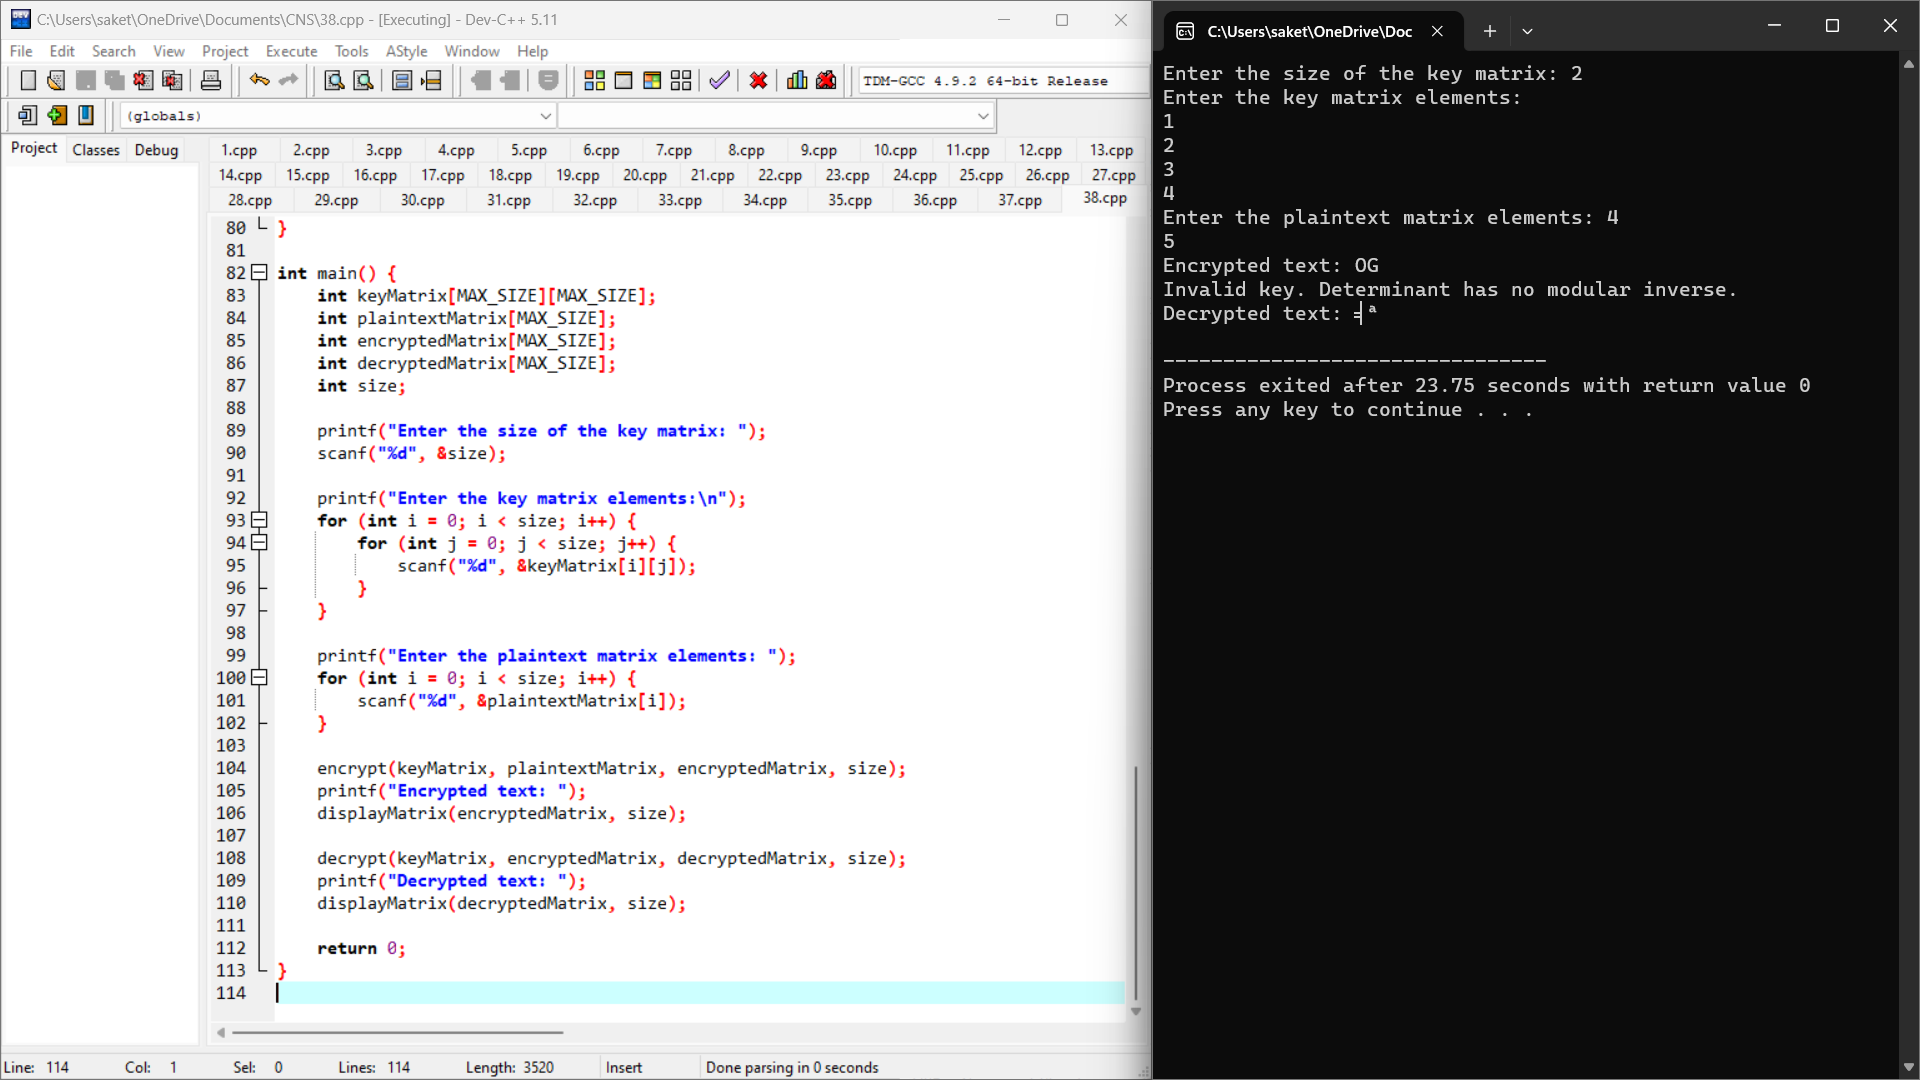 C:\Users\saket\OneDrive\Documents\CNS\38.cpp - [Executing] - Dev-C++ 5.11
File Edit Search View Project Execute Tools AStyle Window Help
TDM-GCC 4.9.2 64-bit Release
(globals)
Project Classes Debug
1.cpp 2.cpp 3.cpp 4.cpp 5.cpp 6.cpp 7.cpp 8.cpp 9.cpp 10.cpp 11.cpp 12.cpp 13.cpp
14.cpp 15.cpp 16.cpp 17.cpp 18.cpp 19.cpp 20.cpp 21.cpp 22.cpp 23.cpp 24.cpp 25.cpp 26.cpp 27.cpp
28.cpp 29.cpp 30.cpp 31.cpp 32.cpp 33.cpp 34.cpp 35.cpp 36.cpp 37.cpp 38.cpp
80 }
81
82 int main() {
83     int keyMatrix[MAX_SIZE][MAX_SIZE];
84     int plaintextMatrix[MAX_SIZE];
85     int encryptedMatrix[MAX_SIZE];
86     int decryptedMatrix[MAX_SIZE];
87     int size;
88
89     printf("Enter the size of the key matrix: ");
90     scanf("%d", &size);
91
92     printf("Enter the key matrix elements:\n");
93     for (int i = 0; i < size; i++) {
94         for (int j = 0; j < size; j++) {
95             scanf("%d", &keyMatrix[i][j]);
96         }
97     }
98
99     printf("Enter the plaintext matrix elements: ");
100     for (int i = 0; i < size; i++) {
101         scanf("%d", &plaintextMatrix[i]);
102     }
103
104     encrypt(keyMatrix, plaintextMatrix, encryptedMatrix, size);
105     printf("Encrypted text: ");
106     displayMatrix(encryptedMatrix, size);
107
108     decrypt(keyMatrix, encryptedMatrix, decryptedMatrix, size);
109     printf("Decrypted text: ");
110     displayMatrix(decryptedMatrix, size);
111
112     return 0;
113 }
114
Line: 114 Col: 1 Sel: 0 Lines: 114 Length: 3520 Insert Done parsing in 0 seconds
C:\Users\saket\OneDrive\Doc
Enter the size of the key matrix: 2
Enter the key matrix elements:
1
2
3
4
Enter the plaintext matrix elements: 4
5
Encrypted text: OG
Invalid key. Determinant has no modular inverse.
Decrypted text: ╡ª
--------------------------------
Process exited after 23.75 seconds with return value 0
Press any key to continue . . .